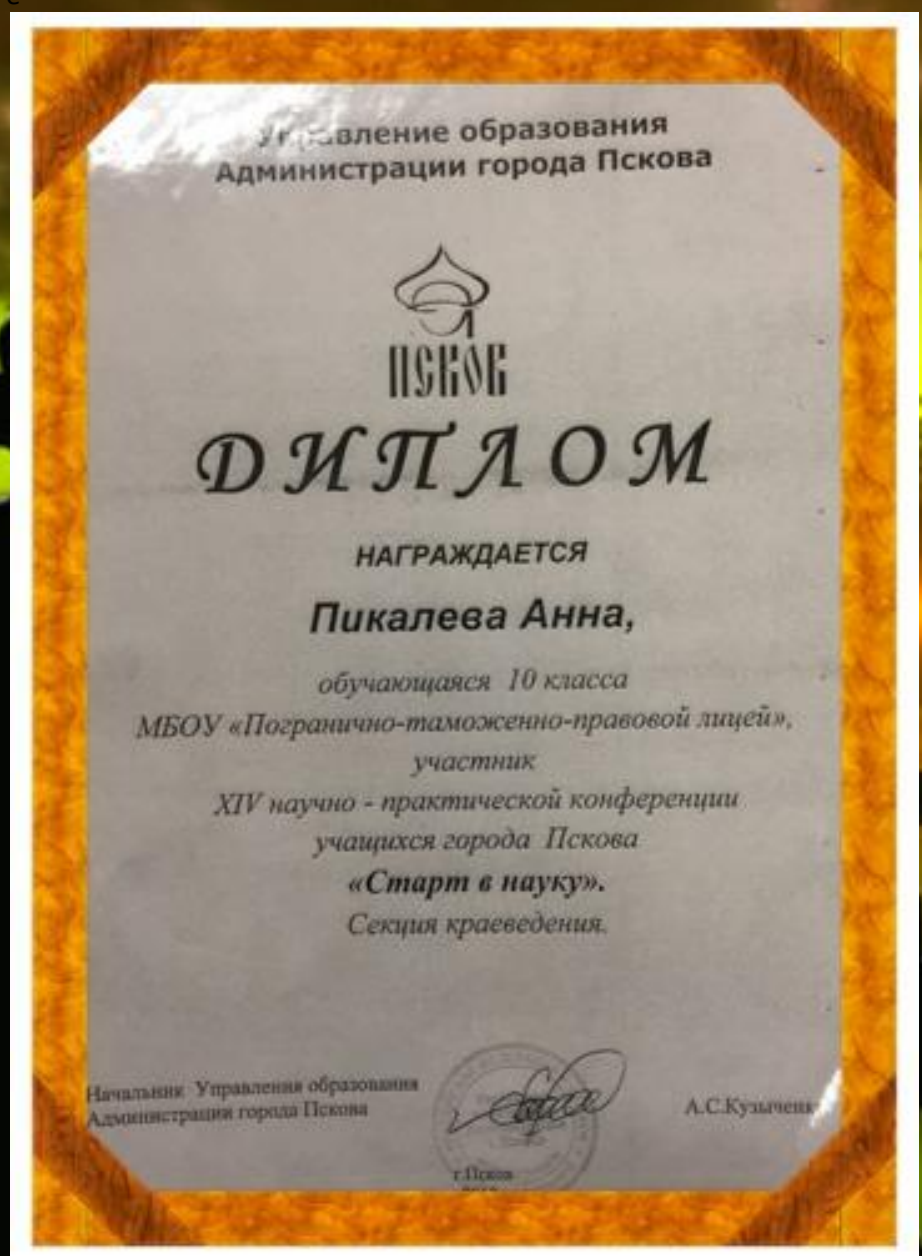 Управление образования
Администрации города Пскова
ПСКОВ
ДИПЛОМ
НАГРАЖДАЕТСЯ
Пикалева Анна,
обучающаяся 10 класса
МБОУ «Погранично-таможенно-правовой лицей»,
участник
XIV научно - практической конференции
учащихся города Пскова
«Старт в науку».
Секция краеведения.
Начальник Управления образования
Администрации города Пскова
А.С.Кузыченко
г.Псков